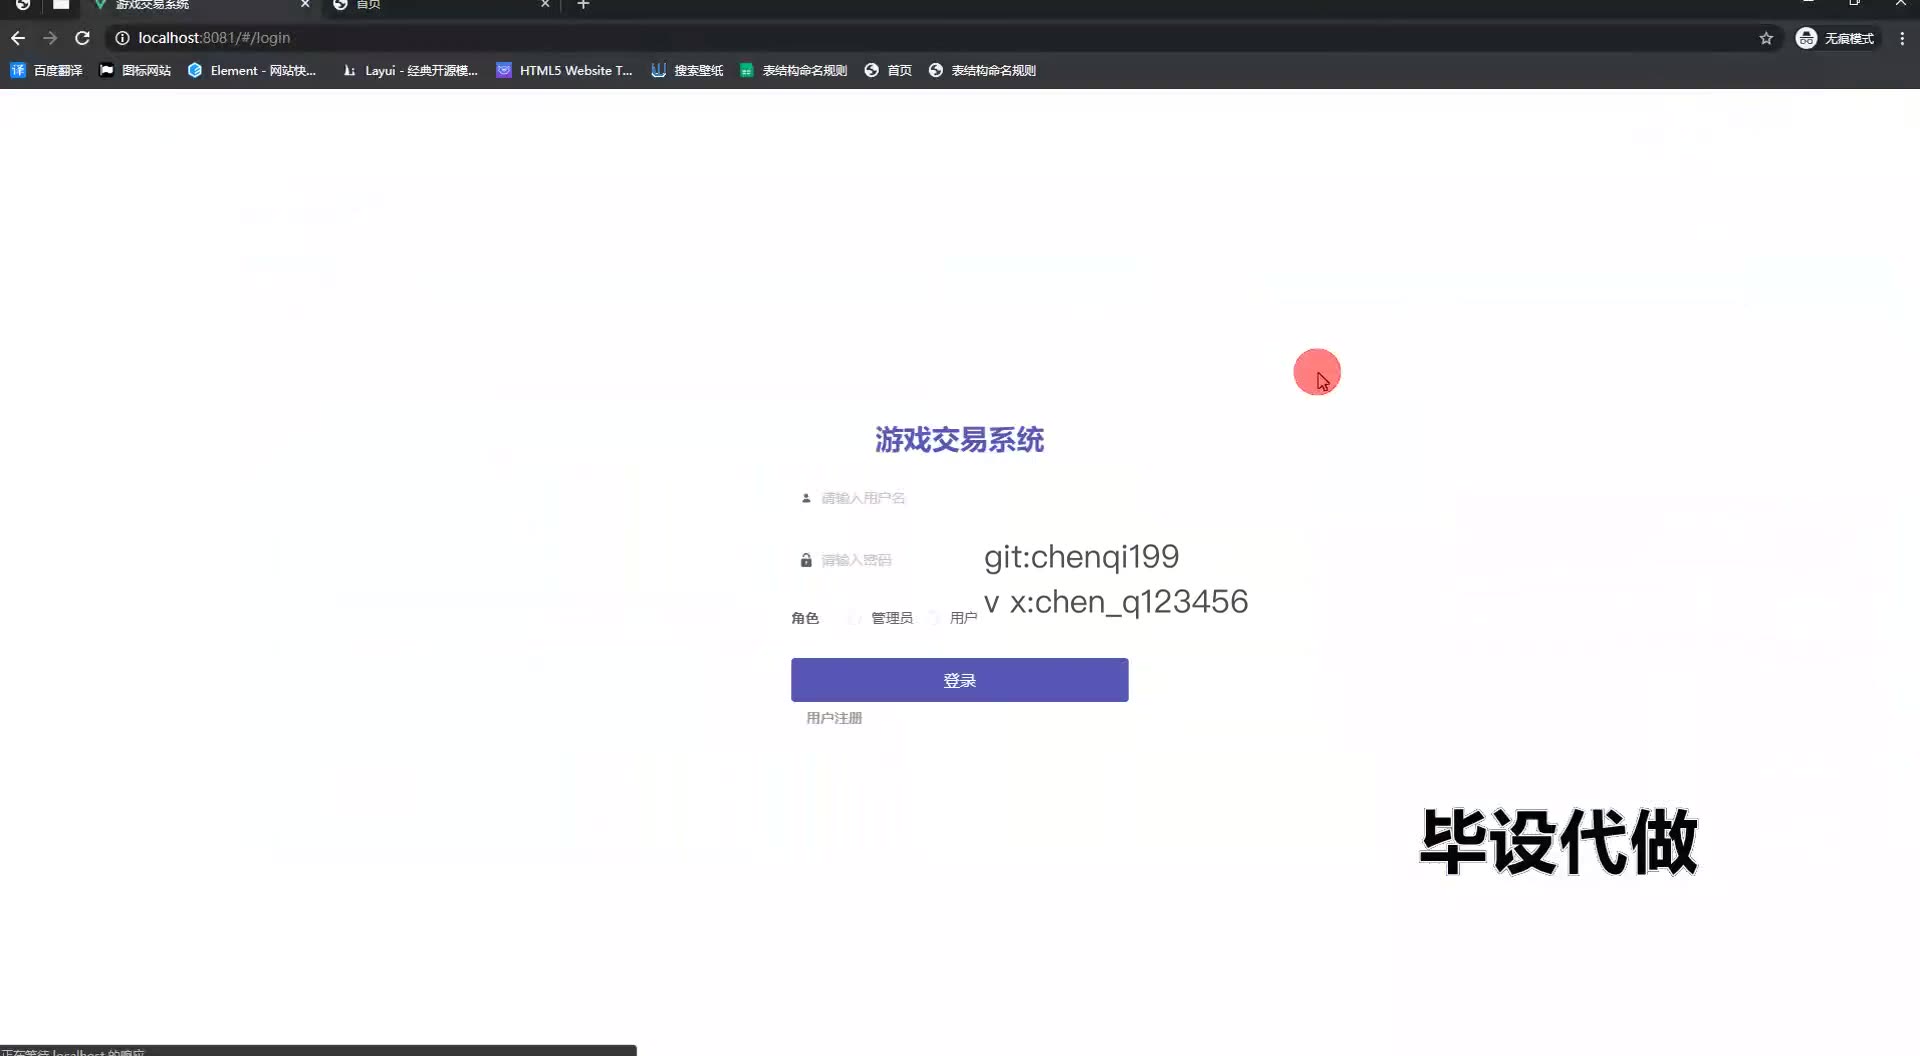 游戏交易系统
首页
localhost:8081/#/login
无痕模式
百度翻译
图标网站
Element - 网站快...
Layui - 经典开源模...
HTML5 Website T...
搜索壁纸
表结构命名规则
首页
表结构命名规则
游戏交易系统
请输入用户名
请输入密码
git:chenqi199
v x:chen_q123456
角色
管理员
用户
登录
用户注册
毕设代做
正在等待 localhost 的响应